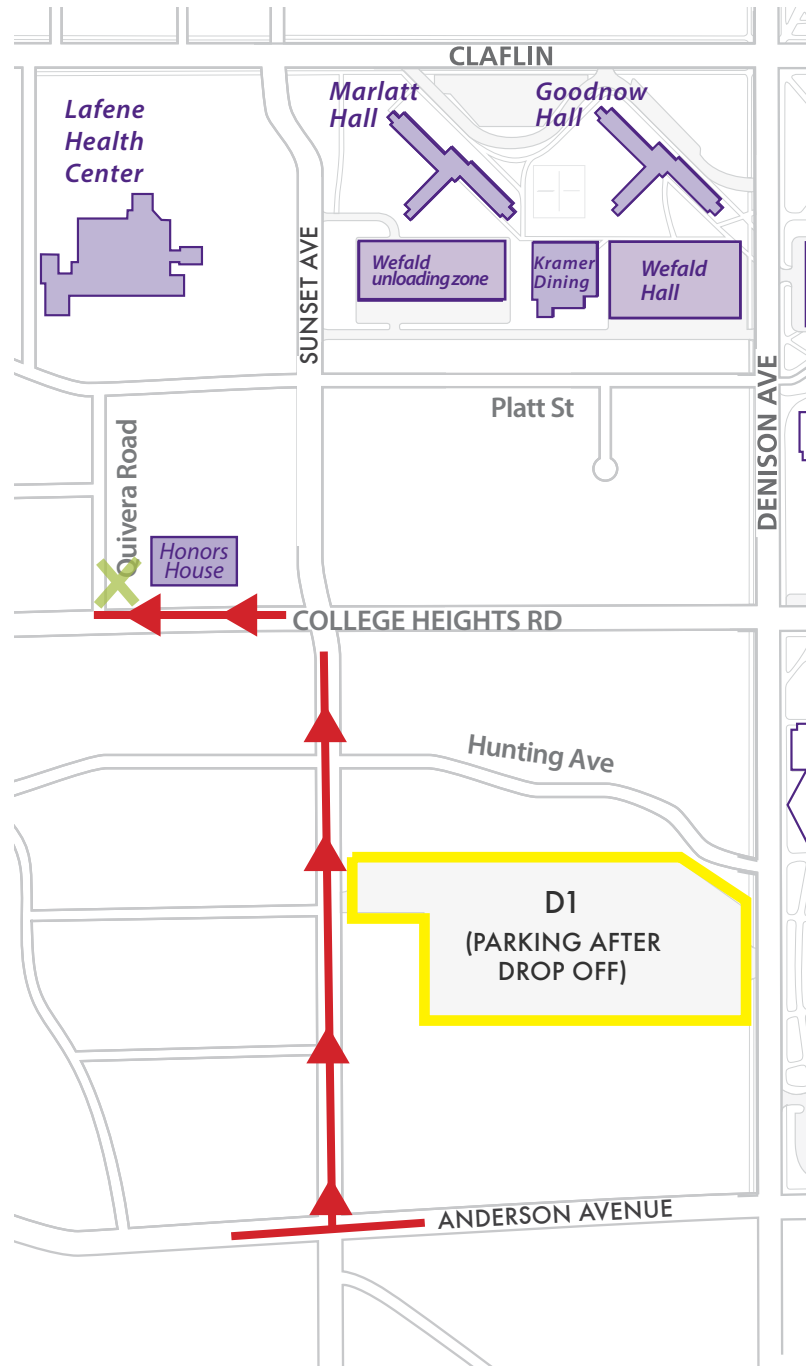 CLAFLIN
Lafene
Health
Center
Marlatt
Hall
Goodnow
Hall
SUNSET AVE
Wefald
unloading zone
Kramer
Dining
Wefald
Hall
Platt St
DENISON AVE
Quivera Road
Honors
House
COLLEGE HEIGHTS RD
Hunting Ave
D1
(PARKING AFTER
DROP OFF)
ANDERSON AVENUE